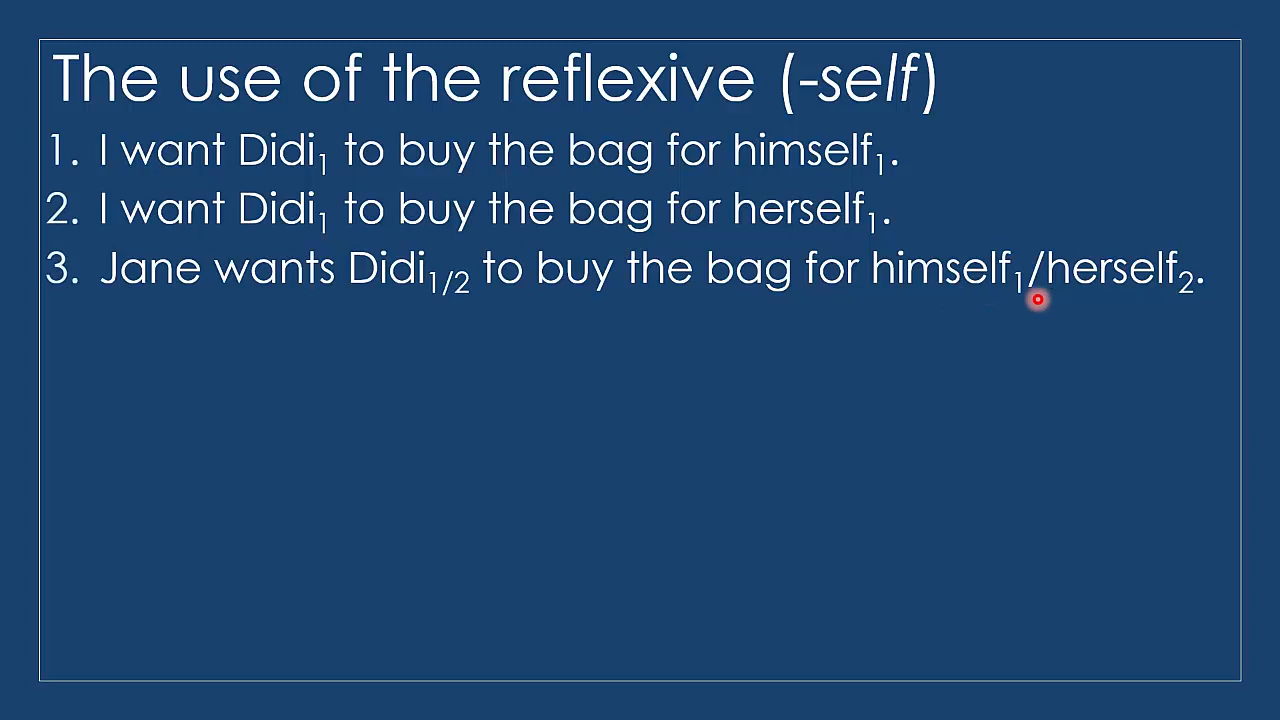 The use of the reflexive (-self)
1. I want Didi₁ to buy the bag for himself₁.
2. I want Didi₁ to buy the bag for herself₁.
3. Jane wants Didi₁/₂ to buy the bag for himself₁/herself₂.